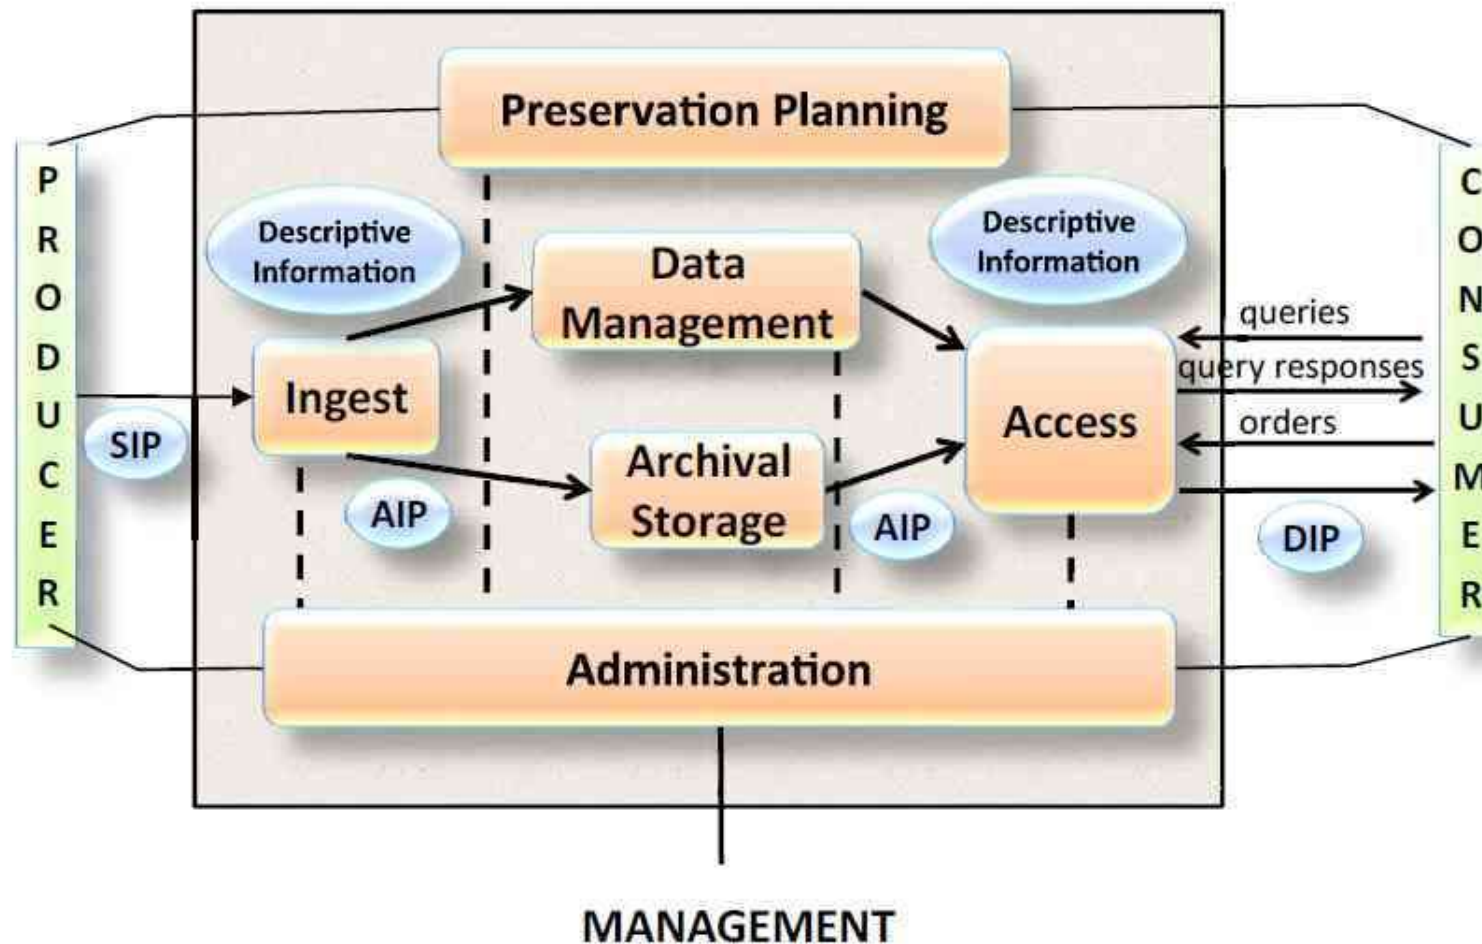 Preservation Planning
PRODUCER
CONSUMER
Descriptive
Information
Descriptive
Information
Data
Management
queries
query responses
Ingest
Access
orders
SIP
Archival
Storage
AIP
AIP
DIP
Administration
MANAGEMENT